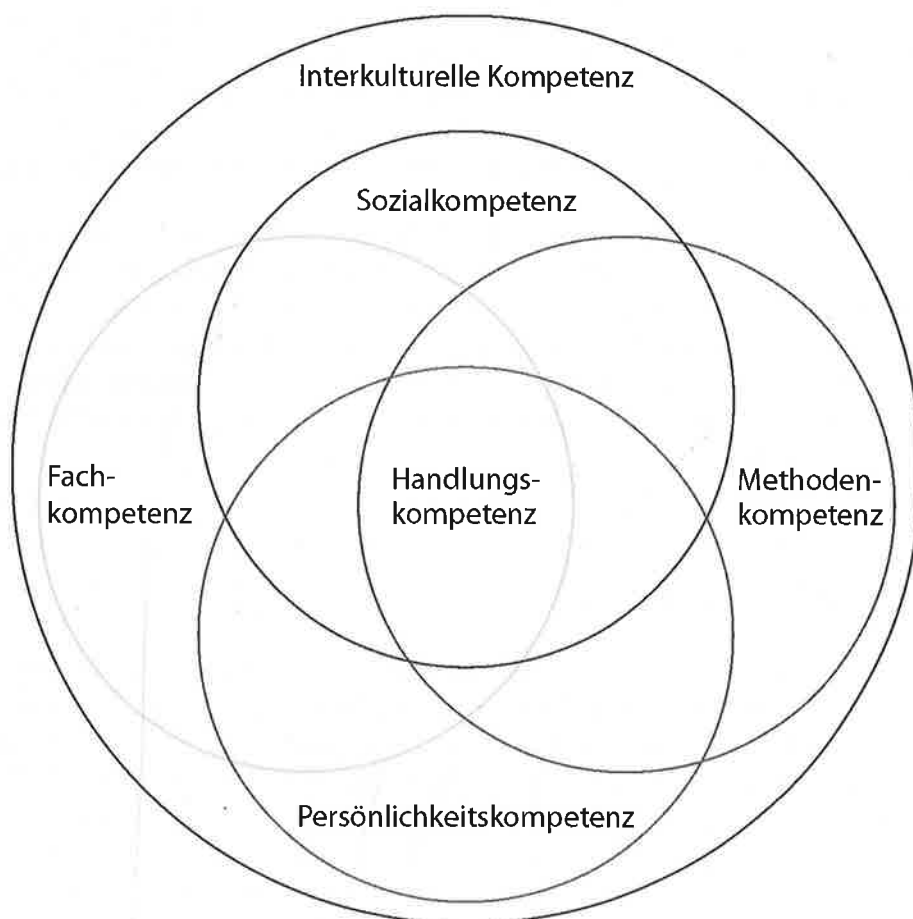 Interkulturelle Kompetenz
Sozialkompetenz
Fach-
kompetenz
Handlungs-
kompetenz
Methoden-
kompetenz
Persönlichkeitskompetenz